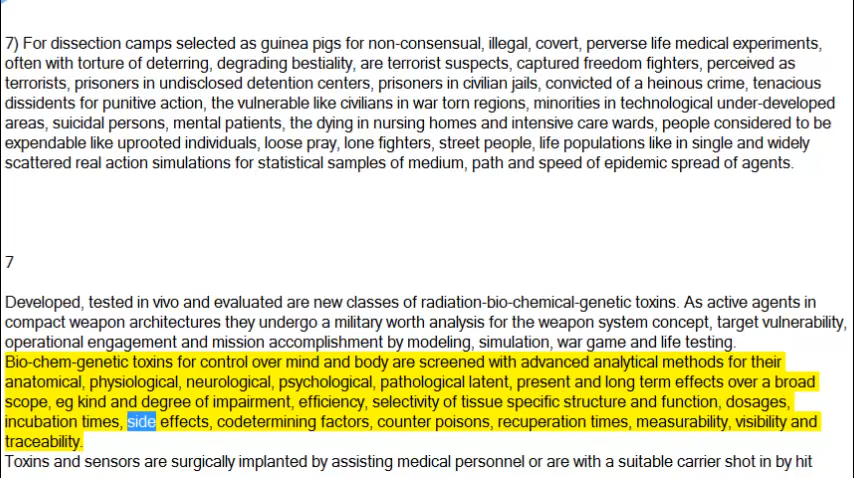 7) For dissection camps selected as guinea pigs for non-consensual, illegal, covert, perverse life medical experiments,
often with torture of deterring, degrading bestiality, are terrorist suspects, captured freedom fighters, perceived as
terrorists, prisoners in undisclosed detention centers, prisoners in civilian jails, convicted of a heinous crime, tenacious
dissidents for punitive action, the vulnerable like civilians in war torn regions, minorities in technological under-developed
areas, suicidal persons, mental patients, the dying in nursing homes and intensive care wards, people considered to be
expendable like uprooted individuals, loose pray, lone fighters, street people, life populations like in single and widely
scattered real action simulations for statistical samples of medium, path and speed of epidemic spread of agents.
7
Developed, tested in vivo and evaluated are new classes of radiation-bio-chemical-genetic toxins. As active agents in
compact weapon architectures they undergo a military worth analysis for the weapon system concept, target vulnerability,
operational engagement and mission accomplishment by modeling, simulation, war game and life testing.
Bio-chem-genetic toxins for control over mind and body are screened with advanced analytical methods for their
anatomical, physiological, neurological, psychological, pathological latent, present and long term effects over a broad
scope, eg kind and degree of impairment, efficiency, selectivity of tissue specific structure and function, dosages,
incubation times, side effects, codetermining factors, counter poisons, recuperation times, measurability, visibility and
traceability.
Toxins and sensors are surgically implanted by assisting medical personnel or are with a suitable carrier shot in by hit